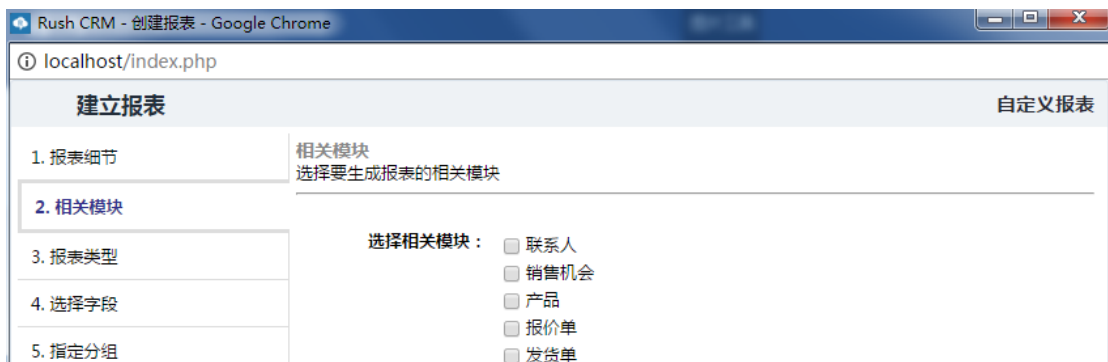 Rush CRM - 创建报表 - Google Chrome
localhost/index.php
建立报表
自定义报表
1. 报表细节
2. 相关模块
3. 报表类型
4. 选择字段
5. 指定分组
相关模块
选择要生成报表的相关模块
选择相关模块：
联系人
销售机会
产品
报价单
发货单